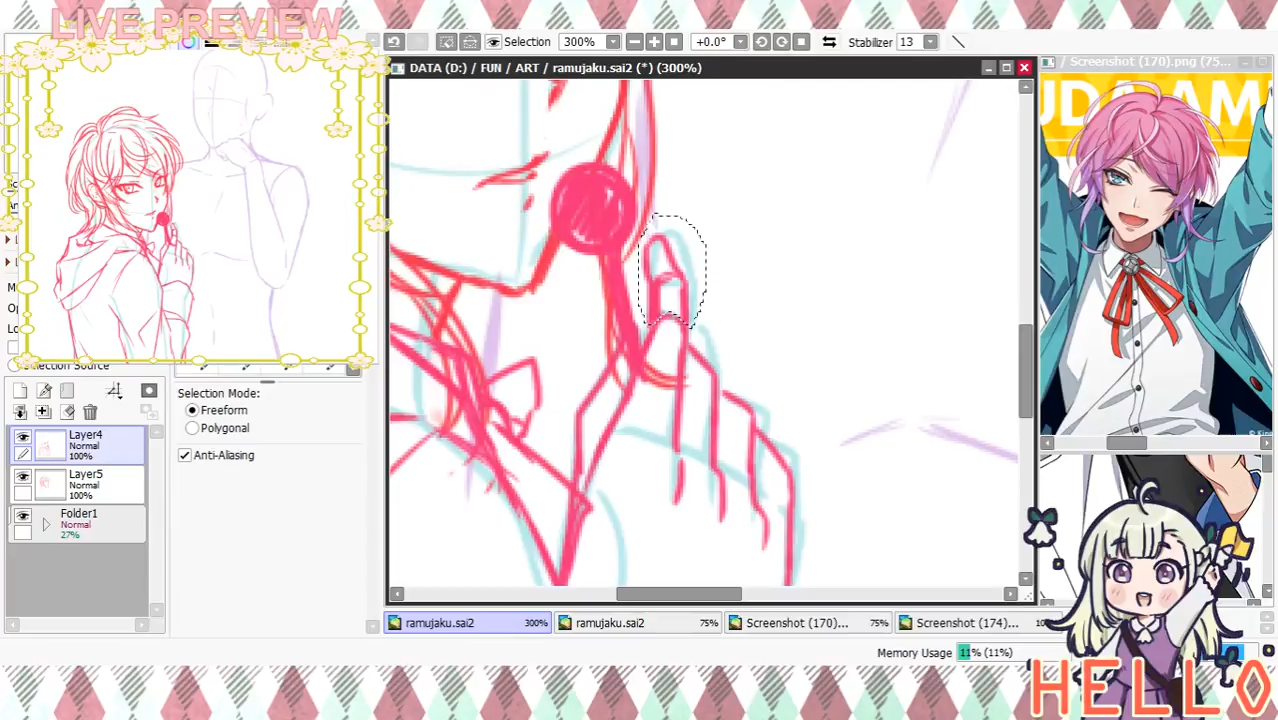 LIVE PREVIEW
Selection 300% +0.0° Stabilizer 13
DATA (D:) / FUN / ART / ramujaku.sai2 (*) (300%)
/ Screenshot (170).png (75...
UDA AM
Selection Source
Selection Mode:
Freeform
Polygonal
Anti-Aliasing
Layer4
Normal
100%
Layer5
Normal
100%
Folder1
Normal
27%
ramujaku.sai2 300%
ramujaku.sai2 75%
Screenshot (170)... 75%
Screenshot (174)...
Memory Usage 11% (11%)
HELLO